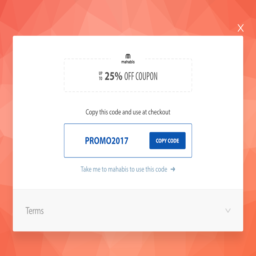 X
mahabis
UP TO 25% OFF COUPON
Copy this code and use at checkout
PROMO2017 COPY CODE
Take me to mahabis to use this code →
Terms